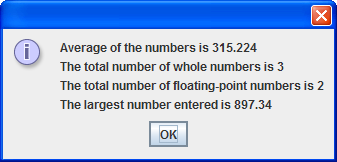 Average of the numbers is 315.224
The total number of whole numbers is 3
The total number of floating-point numbers is 2
The largest number entered is 897.34
OK